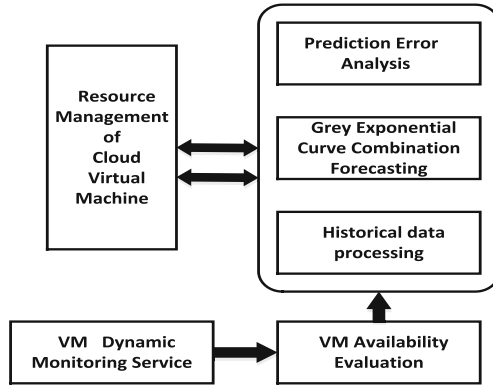 Resource
Management
of
Cloud
Virtual
Machine
Prediction Error
Analysis
Grey Exponential
Curve Combination
Forecasting
Historical data
processing
VM Dynamic
Monitoring Service
VM Availability
Evaluation